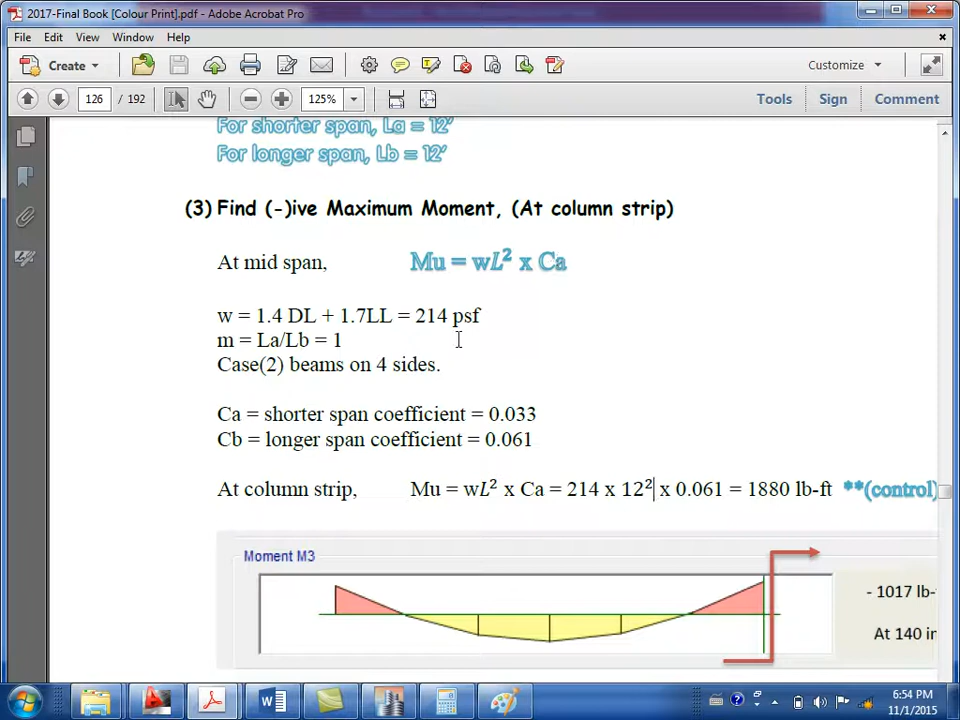 2017-Final Book [Colour Print].pdf - Adobe Acrobat Pro
File Edit View Window Help
Create
Customize
126 / 192
125%
Tools Sign Comment
For shorter span, La = 12'
For longer span, Lb = 12'
(3) Find (-)ive Maximum Moment, (At column strip)
At mid span, Mu = wL² x Ca
w = 1.4 DL + 1.7LL = 214 psf
m = La/Lb = 1
Case(2) beams on 4 sides.
Ca = shorter span coefficient = 0.033
Cb = longer span coefficient = 0.061
At column strip, Mu = wL² x Ca = 214 x 12² x 0.061 = 1880 lb-ft **(control)
Moment M3
- 1017 lb-
At 140 in
6:54 PM
11/1/2015